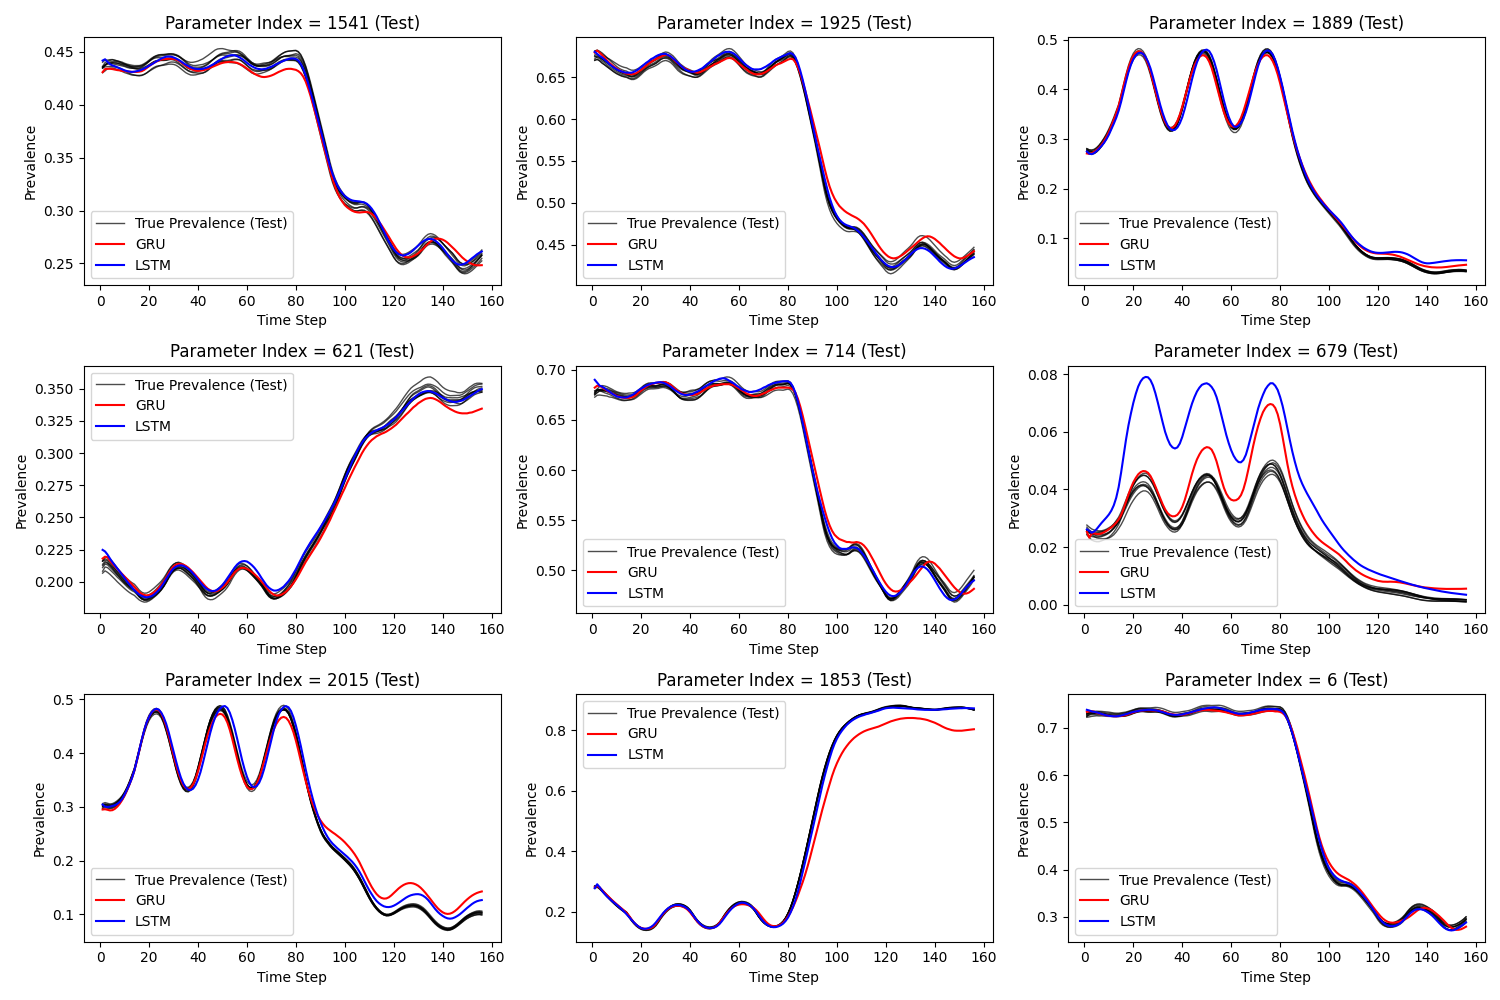 Parameter Index = 1541 (Test)
Prevalence
0.45
0.40
0.35
0.30
0.25
True Prevalence (Test)
GRU
LSTM
0 20 40 60 80 100 120 140 160
Time Step
Parameter Index = 1925 (Test)
Prevalence
0.65
0.60
0.55
0.50
0.45
True Prevalence (Test)
GRU
LSTM
0 20 40 60 80 100 120 140 160
Time Step
Parameter Index = 1889 (Test)
Prevalence
0.5
0.4
0.3
0.2
0.1
True Prevalence (Test)
GRU
LSTM
0 20 40 60 80 100 120 140 160
Time Step
Parameter Index = 621 (Test)
Prevalence
0.350
0.325
0.300
0.275
0.250
0.225
0.200
True Prevalence (Test)
GRU
LSTM
0 20 40 60 80 100 120 140 160
Time Step
Parameter Index = 714 (Test)
Prevalence
0.70
0.65
0.60
0.55
0.50
True Prevalence (Test)
GRU
LSTM
0 20 40 60 80 100 120 140 160
Time Step
Parameter Index = 679 (Test)
Prevalence
0.08
0.06
0.04
0.02
0.00
True Prevalence (Test)
GRU
LSTM
0 20 40 60 80 100 120 140 160
Time Step
Parameter Index = 2015 (Test)
Prevalence
0.5
0.4
0.3
0.2
0.1
True Prevalence (Test)
GRU
LSTM
0 20 40 60 80 100 120 140 160
Time Step
Parameter Index = 1853 (Test)
Prevalence
0.8
0.6
0.4
0.2
True Prevalence (Test)
GRU
LSTM
0 20 40 60 80 100 120 140 160
Time Step
Parameter Index = 6 (Test)
Prevalence
0.7
0.6
0.5
0.4
0.3
True Prevalence (Test)
GRU
LSTM
0 20 40 60 80 100 120 140 160
Time Step